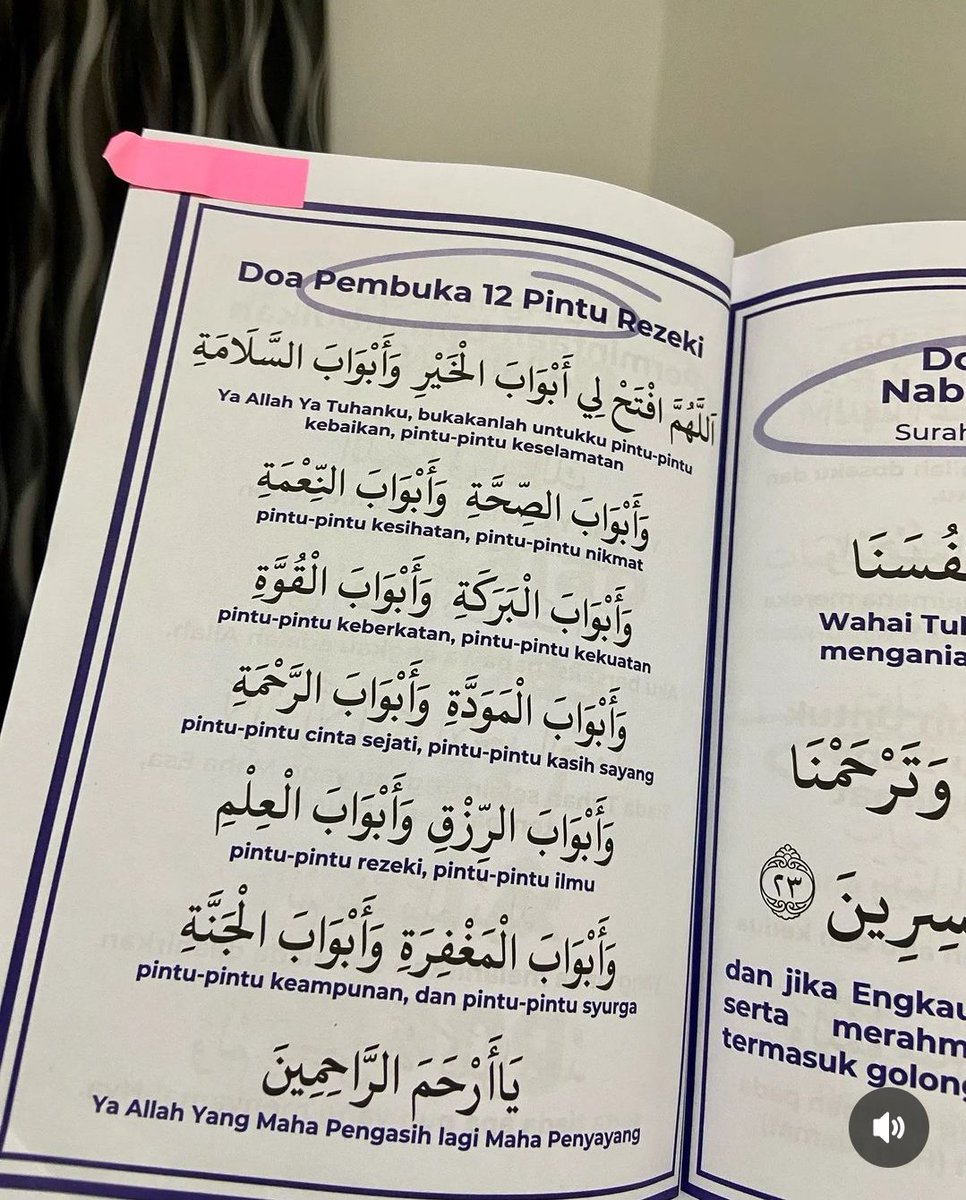 Doa Pembuka 12 Pintu Rezeki
اَللَّهُمَّ افْتَحْ لِي أَبْوَابَ الْخَيْرِ وَأَبْوَابَ السَّلَامَةِ
Ya Allah Ya Tuhanku, bukakanlah untukku pintu-pintu
kebaikan, pintu-pintu keselamatan
وَأَبْوَابَ الصِّحَّةِ وَأَبْوَابَ النِّعْمَةِ
pintu-pintu kesihatan, pintu-pintu nikmat
وَأَبْوَابَ الْبَرَكَةِ وَأَبْوَابَ الْقُوَّةِ
pintu-pintu keberkatan, pintu-pintu kekuatan
وَأَبْوَابَ الْمَوَدَّةِ وَأَبْوَابَ الرَّحْمَةِ
pintu-pintu cinta sejati, pintu-pintu kasih sayang
وَأَبْوَابَ الرِّزْقِ وَأَبْوَابَ الْعِلْمِ
pintu-pintu rezeki, pintu-pintu ilmu
وَأَبْوَابَ الْمَغْفِرَةِ وَأَبْوَابَ الْجَنَّةِ
pintu-pintu keampunan, dan pintu-pintu syurga
يَاأَرْحَمَ الرَّاحِمِينَ
Ya Allah Yang Maha Pengasih lagi Maha Penyayang
Do
Nab
Surah
فُسَنَا
Wahai Tuh
mengania
وَتَرْحَمْنَا
سِرِينَ ٢٣
dan jika Engkau
serta merahm
termasuk golong